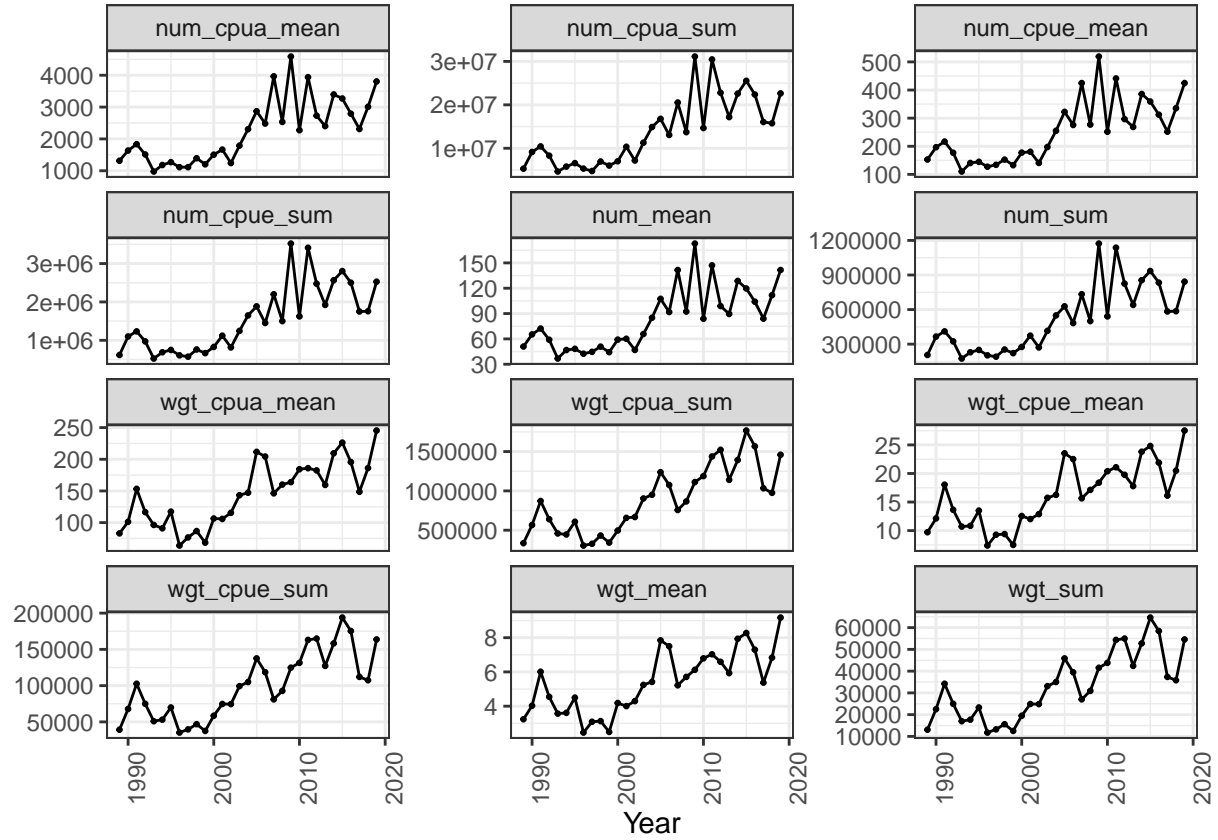 num_cpua_mean num_cpua_sum num_cpue_mean
4000 3e+07 500
3000 2e+07 400
2000 1e+07 300
1000 200
100
num_cpue_sum num_mean num_sum
3e+06 150 1200000
2e+06 120 900000
1e+06 90 600000
60 300000
30
wgt_cpua_mean wgt_cpua_sum wgt_cpue_mean
250 1500000 25
200 1000000 20
150 500000 15
100 10
wgt_cpue_sum wgt_mean wgt_sum
200000 8 60000
150000 6 50000
100000 4 40000
50000 30000
20000
10000
1990 2000 2010 2020 1990 2000 2010 2020 1990 2000 2010 2020
Year